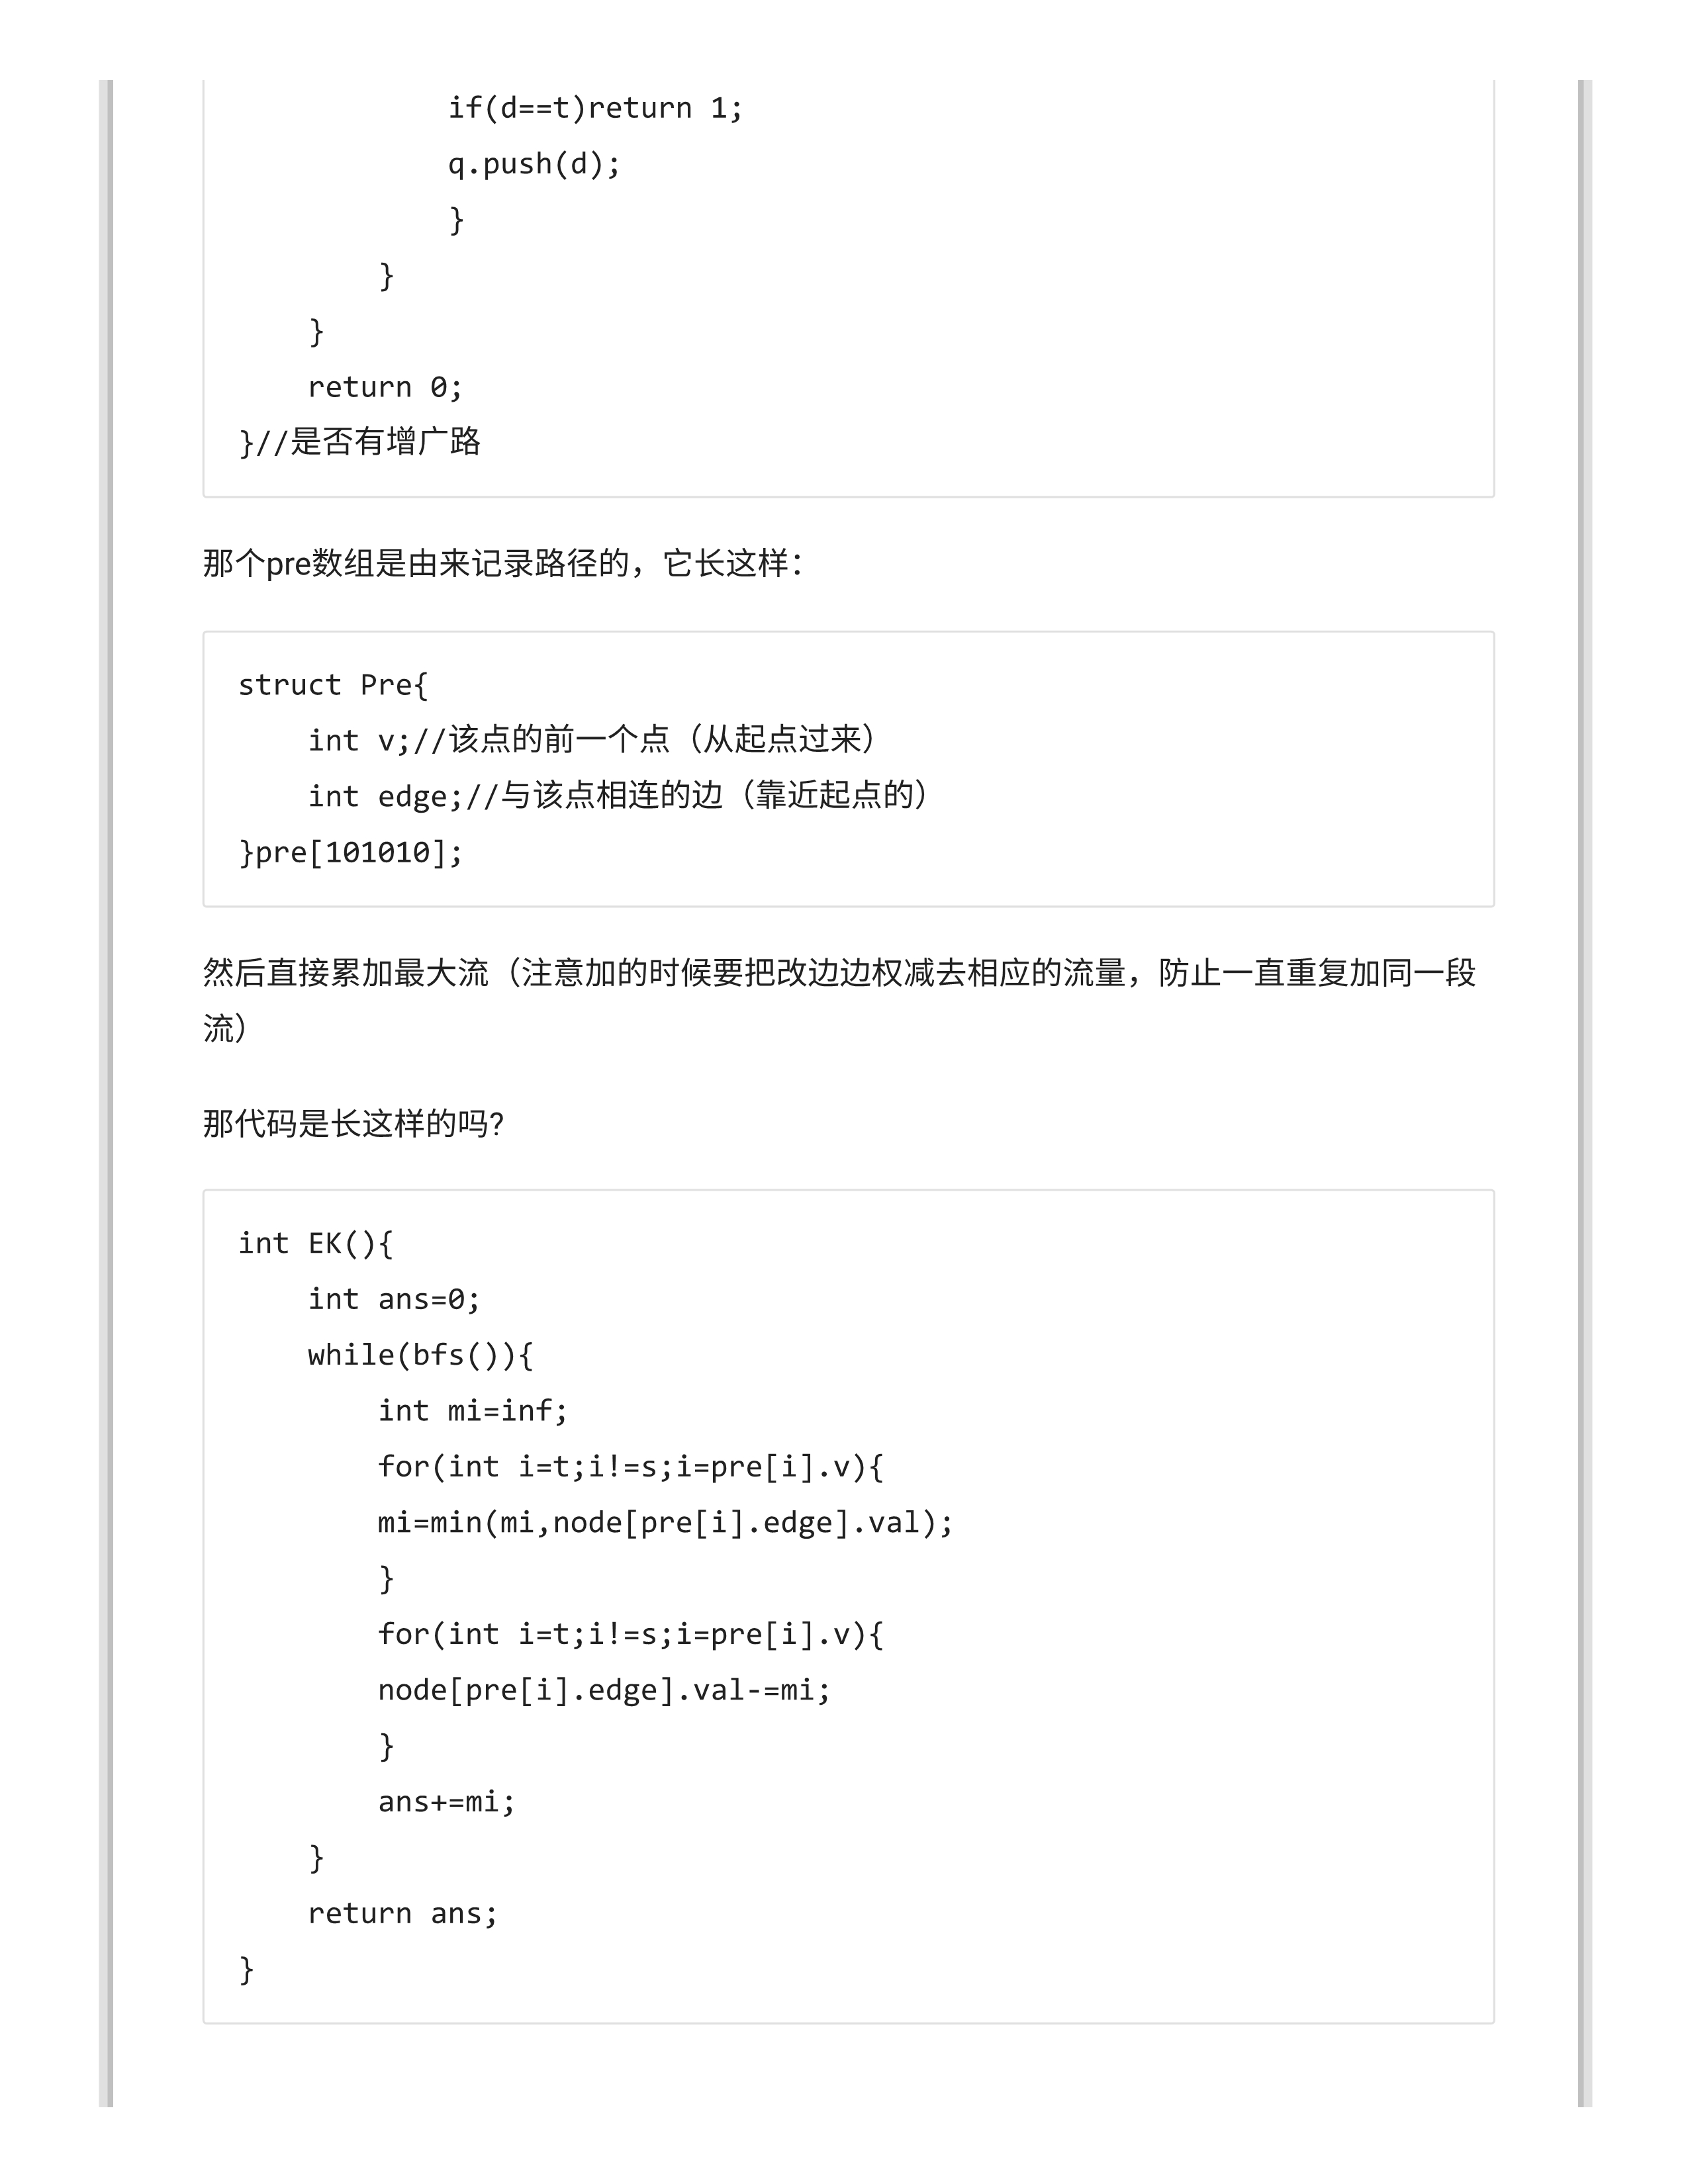 if(d==t)return 1;
q.push(d);
}
}
}
return 0;
}//是否有增广路
那个pre数组是由来记录路径的，它长这样：
struct Pre{
int v;//该点的前一个点（从起点过来）
int edge;//与该点相连的边（靠近起点的）
}pre[101010];
然后直接累加最大流（注意加的时候要把改边边权减去相应的流量，防止一直重复加同一段
流）
那代码是长这样的吗?
int EK(){
int ans=0;
while(bfs()){
int mi=inf;
for(int i=t;i!=s;i=pre[i].v){
mi=min(mi,node[pre[i].edge].val);
}
for(int i=t;i!=s;i=pre[i].v){
node[pre[i].edge].val-=mi;
}
ans+=mi;
}
return ans;
}